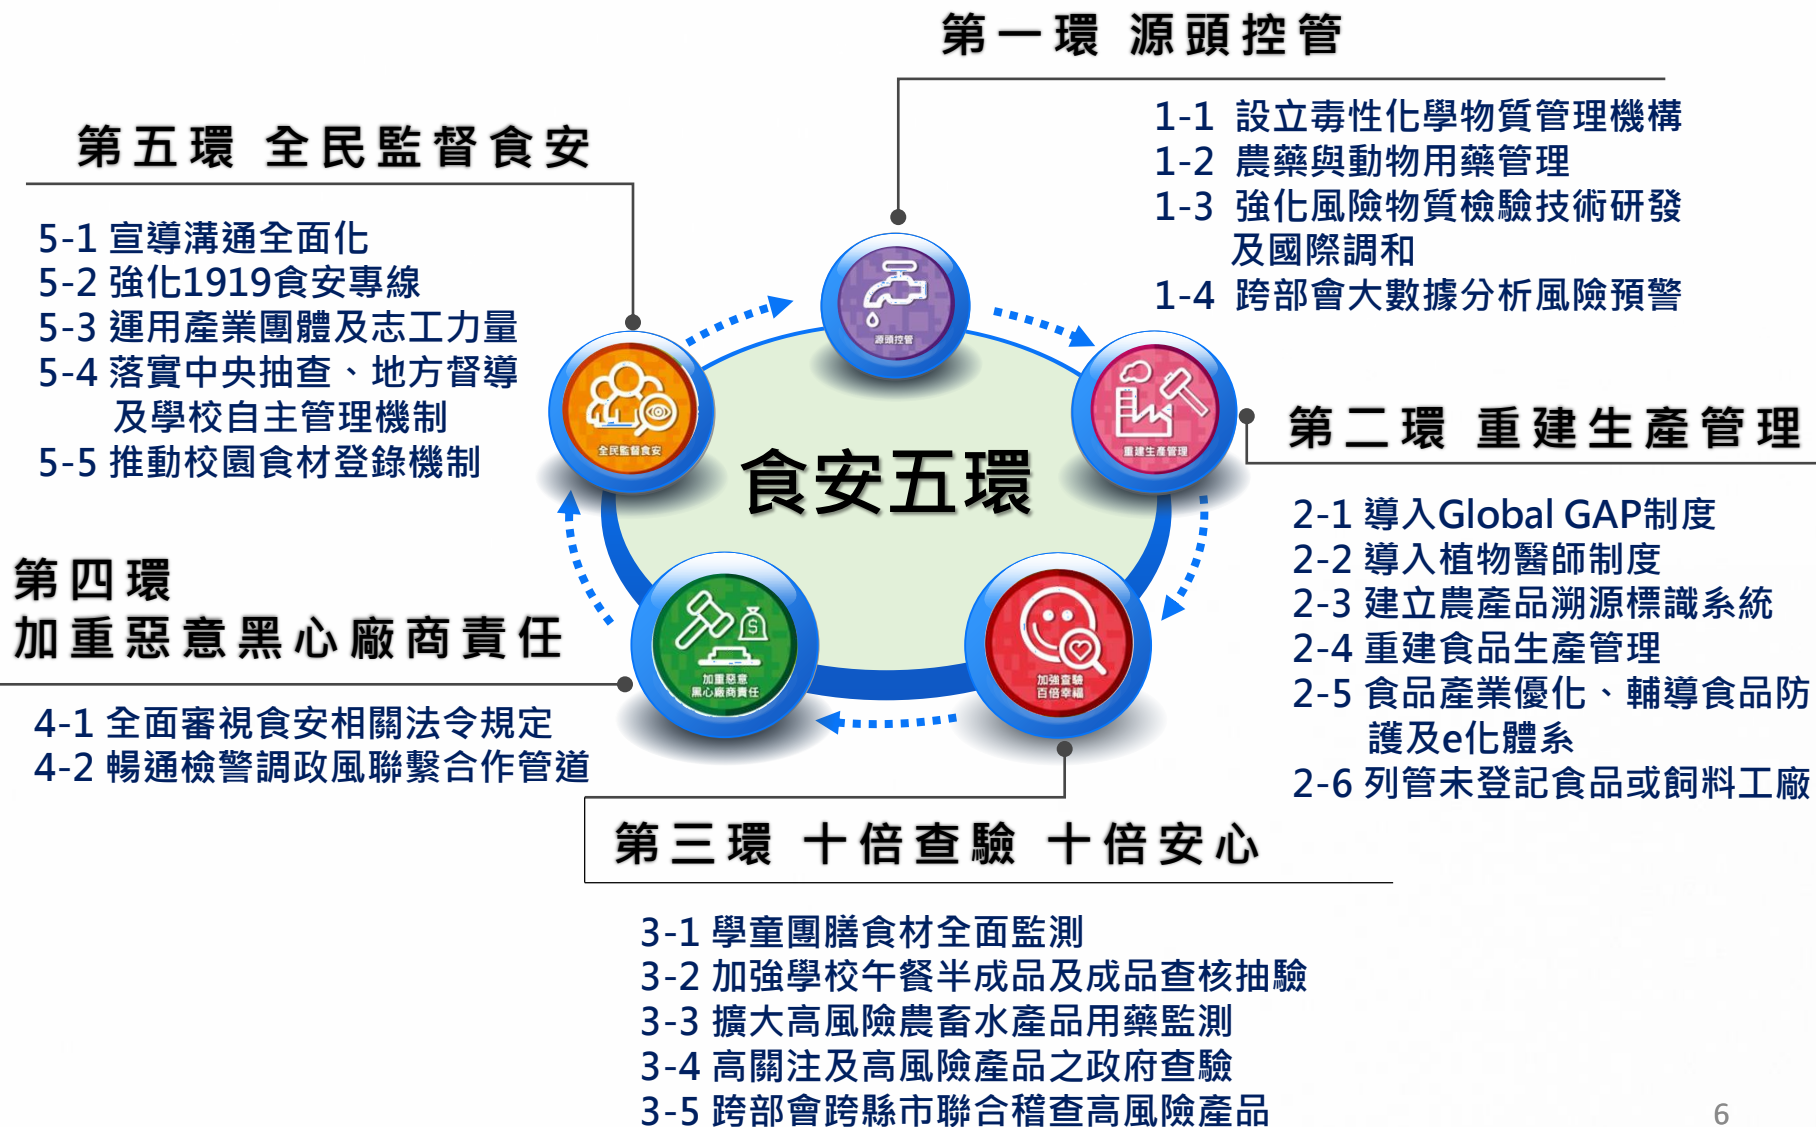 第一環 源頭控管
1-1 設立毒性化學物質管理機構
1-2 農藥與動物用藥管理
1-3 強化風險物質檢驗技術研發
及國際調和
1-4 跨部會大數據分析風險預警
第五環 全民監督食安
5-1 宣導溝通全面化
5-2 強化1919食安專線
5-3 運用產業團體及志工力量
5-4 落實中央抽查、地方督導
及學校自主管理機制
5-5 推動校園食材登錄機制
源頭控管
全民監督食安
重建生產管理
食安五環
加重惡意
黑心廠商責任
加強查驗
百倍幸福
第二環 重建生產管理
2-1 導入Global GAP制度
2-2 導入植物醫師制度
2-3 建立農產品溯源標識系統
2-4 重建食品生產管理
2-5 食品產業優化、輔導食品防
護及e化體系
2-6 列管未登記食品或飼料工廠
第四環
加重惡意黑心廠商責任
4-1 全面審視食安相關法令規定
4-2 暢通檢警調政風聯繫合作管道
第三環 十倍查驗 十倍安心
3-1 學童團膳食材全面監測
3-2 加強學校午餐半成品及成品查核抽驗
3-3 擴大高風險農畜水產品用藥監測
3-4 高關注及高風險產品之政府查驗
3-5 跨部會跨縣市聯合稽查高風險產品
6